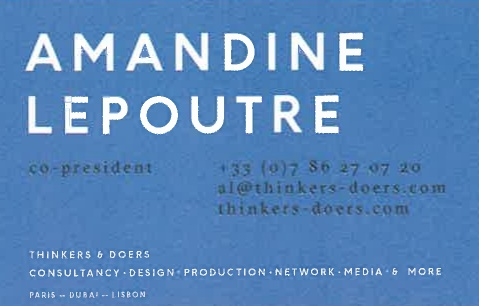 AMANDINE
LEPOUTRE
co-president
+33 (0)7 86 27 07 20
al@thinkers-doers.com
thinkers-doers.com
THINKERS & DOERS
CONSULTANCY · DESIGN · PRODUCTION · NETWORK · MEDIA · & MORE
PARIS — DUBAI — LISBON